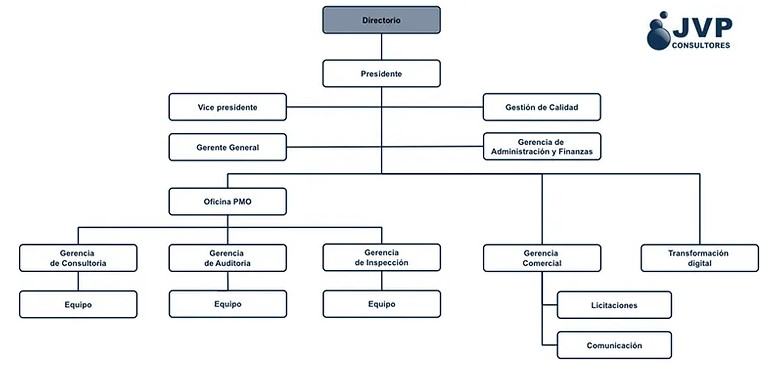 Directorio
JVP
CONSULTORES
Presidente
Vice presidente
Gestión de Calidad
Gerente General
Gerencia de
Administración y Finanzas
Oficina PMO
Gerencia
de Consultoria
Gerencia
de Auditoria
Gerencia
de Inspección
Gerencia
Comercial
Transformación
digital
Equipo
Equipo
Equipo
Licitaciones
Comunicación